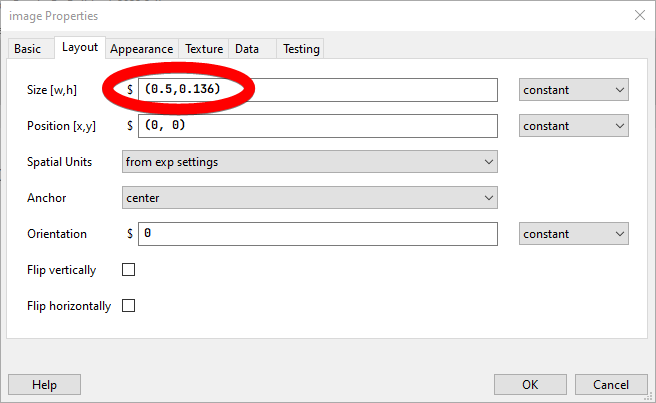 image Properties
Basic Layout Appearance Texture Data Testing
Size [w,h] $ (0.5,0.136) constant
Position [x,y] $ (0, 0) constant
Spatial Units from exp settings
Anchor center
Orientation $ 0 constant
Flip vertically
Flip horizontally
Help OK Cancel